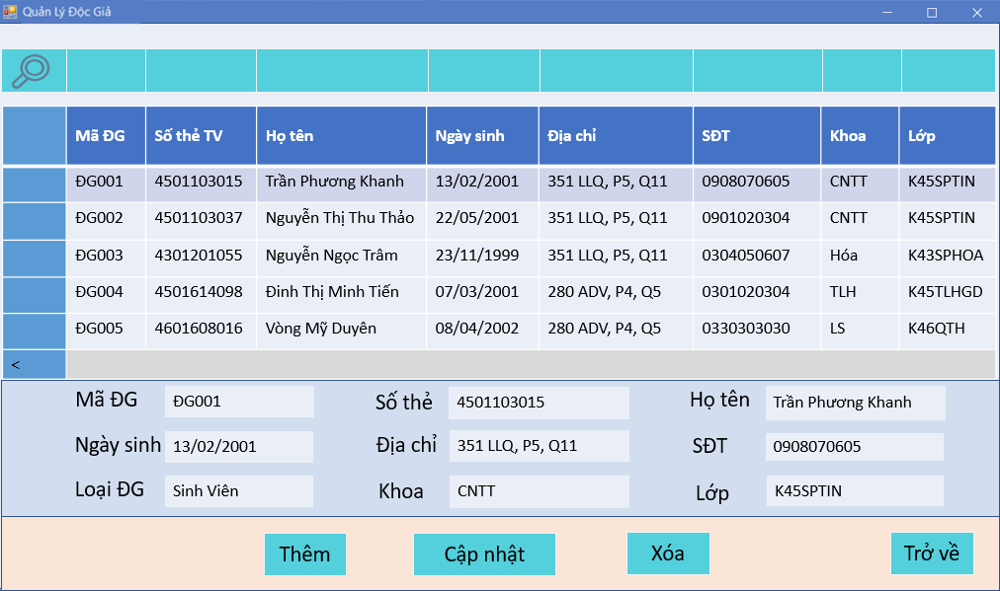 Quản Lý Độc Giả
Mã ĐG Số thẻ TV Họ tên Ngày sinh Địa chỉ SĐT Khoa Lớp
ĐG001 4501103015 Trần Phương Khanh 13/02/2001 351 LLQ, P5, Q11 0908070605 CNTT K45SPTIN
ĐG002 4501103037 Nguyễn Thị Thu Thảo 22/05/2001 351 LLQ, P5, Q11 0901020304 CNTT K45SPTIN
ĐG003 4301201055 Nguyễn Ngọc Trâm 23/11/1999 351 LLQ, P5, Q11 0304050607 Hóa K43SPHOA
ĐG004 4501614098 Đinh Thị Minh Tiến 07/03/2001 280 ADV, P4, Q5 0301020304 TLH K45TLHGD
ĐG005 4601608016 Vòng Mỹ Duyên 08/04/2002 280 ADV, P4, Q5 0330303030 LS K46QTH
<
Mã ĐG ĐG001 Số thẻ 4501103015 Họ tên Trần Phương Khanh
Ngày sinh 13/02/2001 Địa chỉ 351 LLQ, P5, Q11 SĐT 0908070605
Loại ĐG Sinh Viên Khoa CNTT Lớp K45SPTIN
Thêm Cập nhật Xóa Trở về